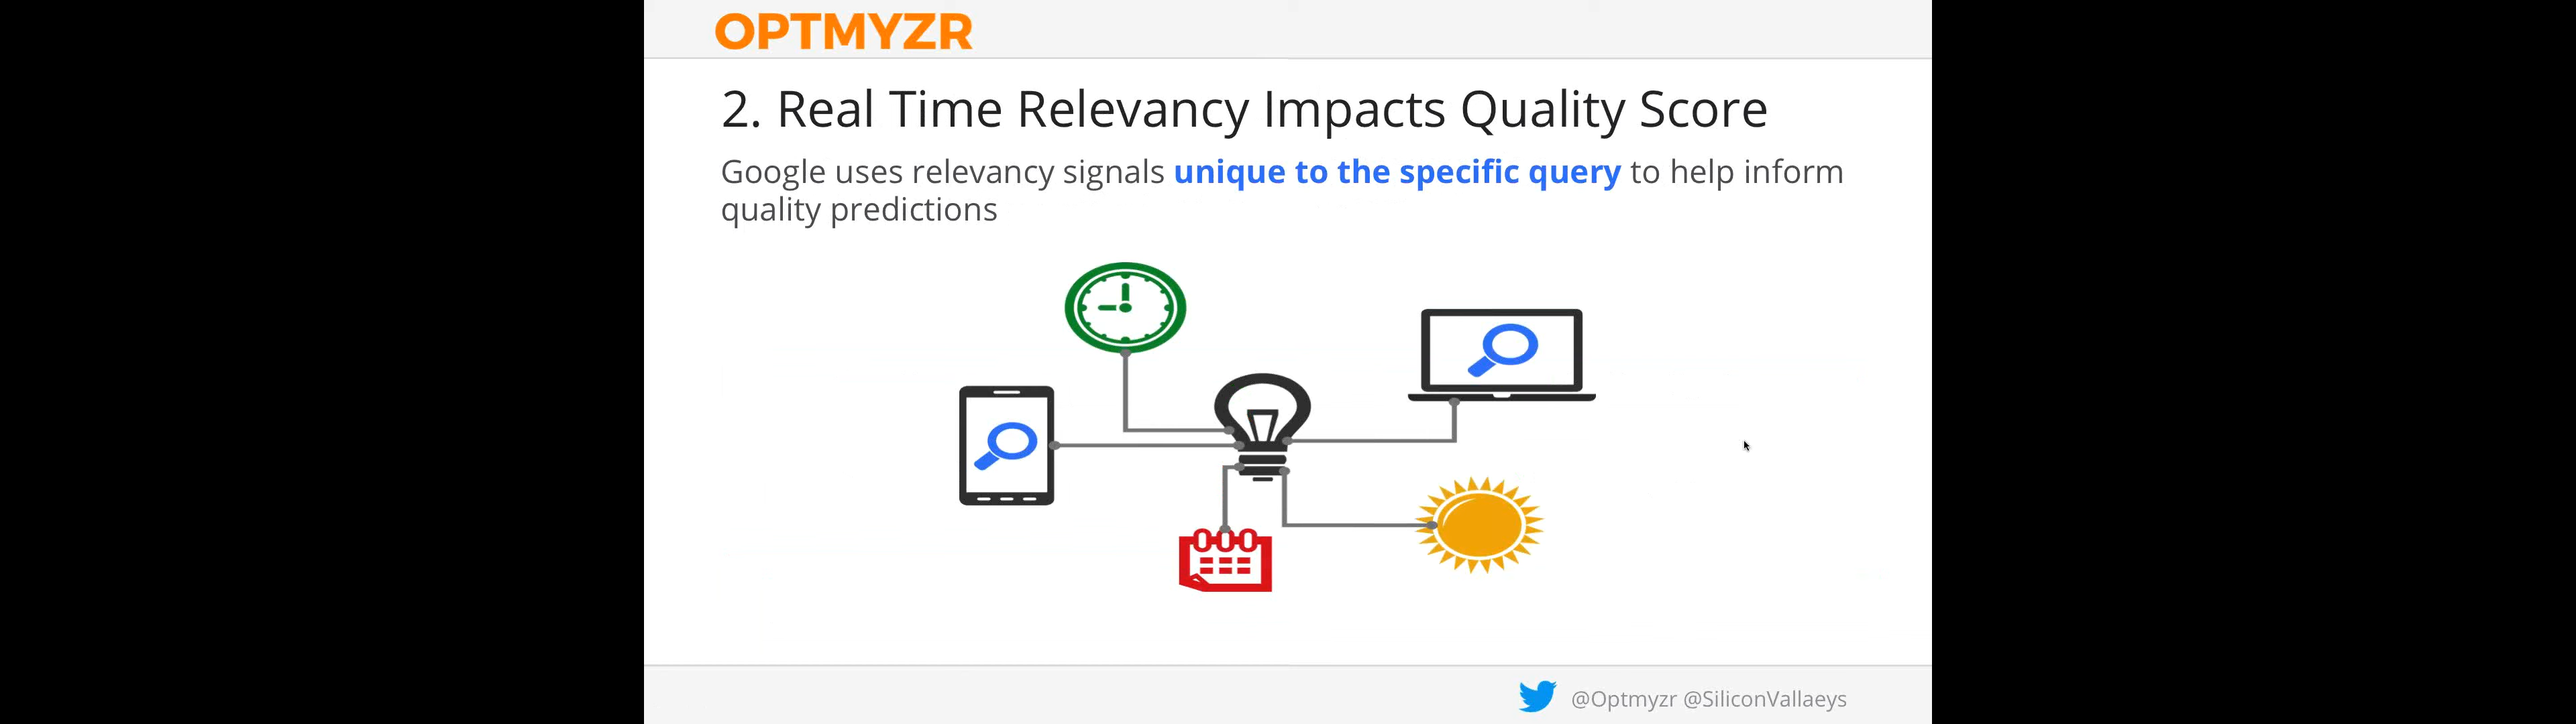 OPTMYZR
2. Real Time Relevancy Impacts Quality Score
Google uses relevancy signals unique to the specific query to help inform
quality predictions
@Optmyzr @SiliconVallaeys